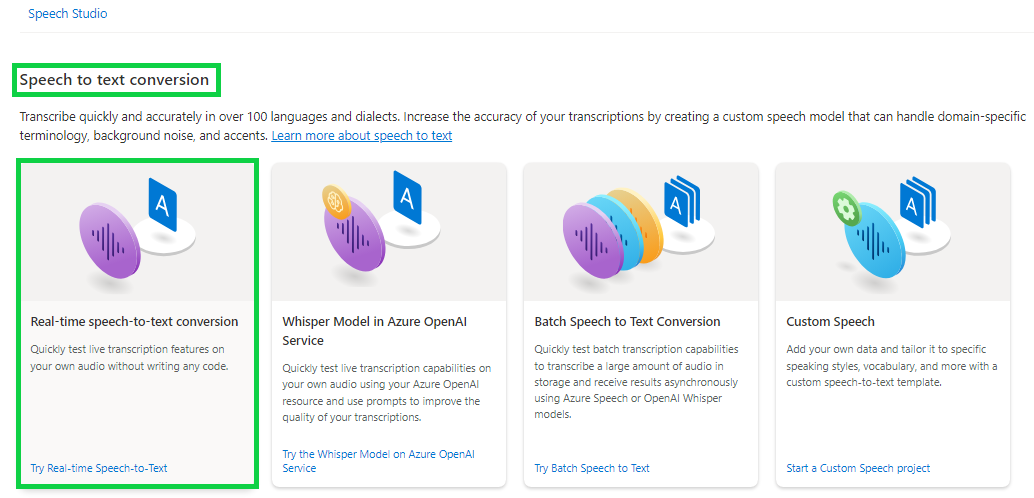 Speech Studio
Speech to text conversion
Transcribe quickly and accurately in over 100 languages and dialects. Increase the accuracy of your transcriptions by creating a custom speech model that can handle domain-specific
terminology, background noise, and accents. Learn more about speech to text
A
Real-time speech-to-text conversion
Quickly test live transcription features on
your own audio without writing any code.
Try Real-time Speech-to-Text
A
Whisper Model in Azure OpenAI
Service
Quickly test live transcription capabilities on
your own audio using your Azure OpenAI
resource and use prompts to improve the
quality of your transcriptions.
Try the Whisper Model on Azure OpenAI
Service
A
Batch Speech to Text Conversion
Quickly test batch transcription capabilities
to transcribe a large amount of audio in
storage and receive results asynchronously
using Azure Speech or OpenAI Whisper
models.
Try Batch Speech to Text
A
Custom Speech
Add your own data and tailor it to specific
speaking styles, vocabulary, and more with a
custom speech-to-text template.
Start a Custom Speech project